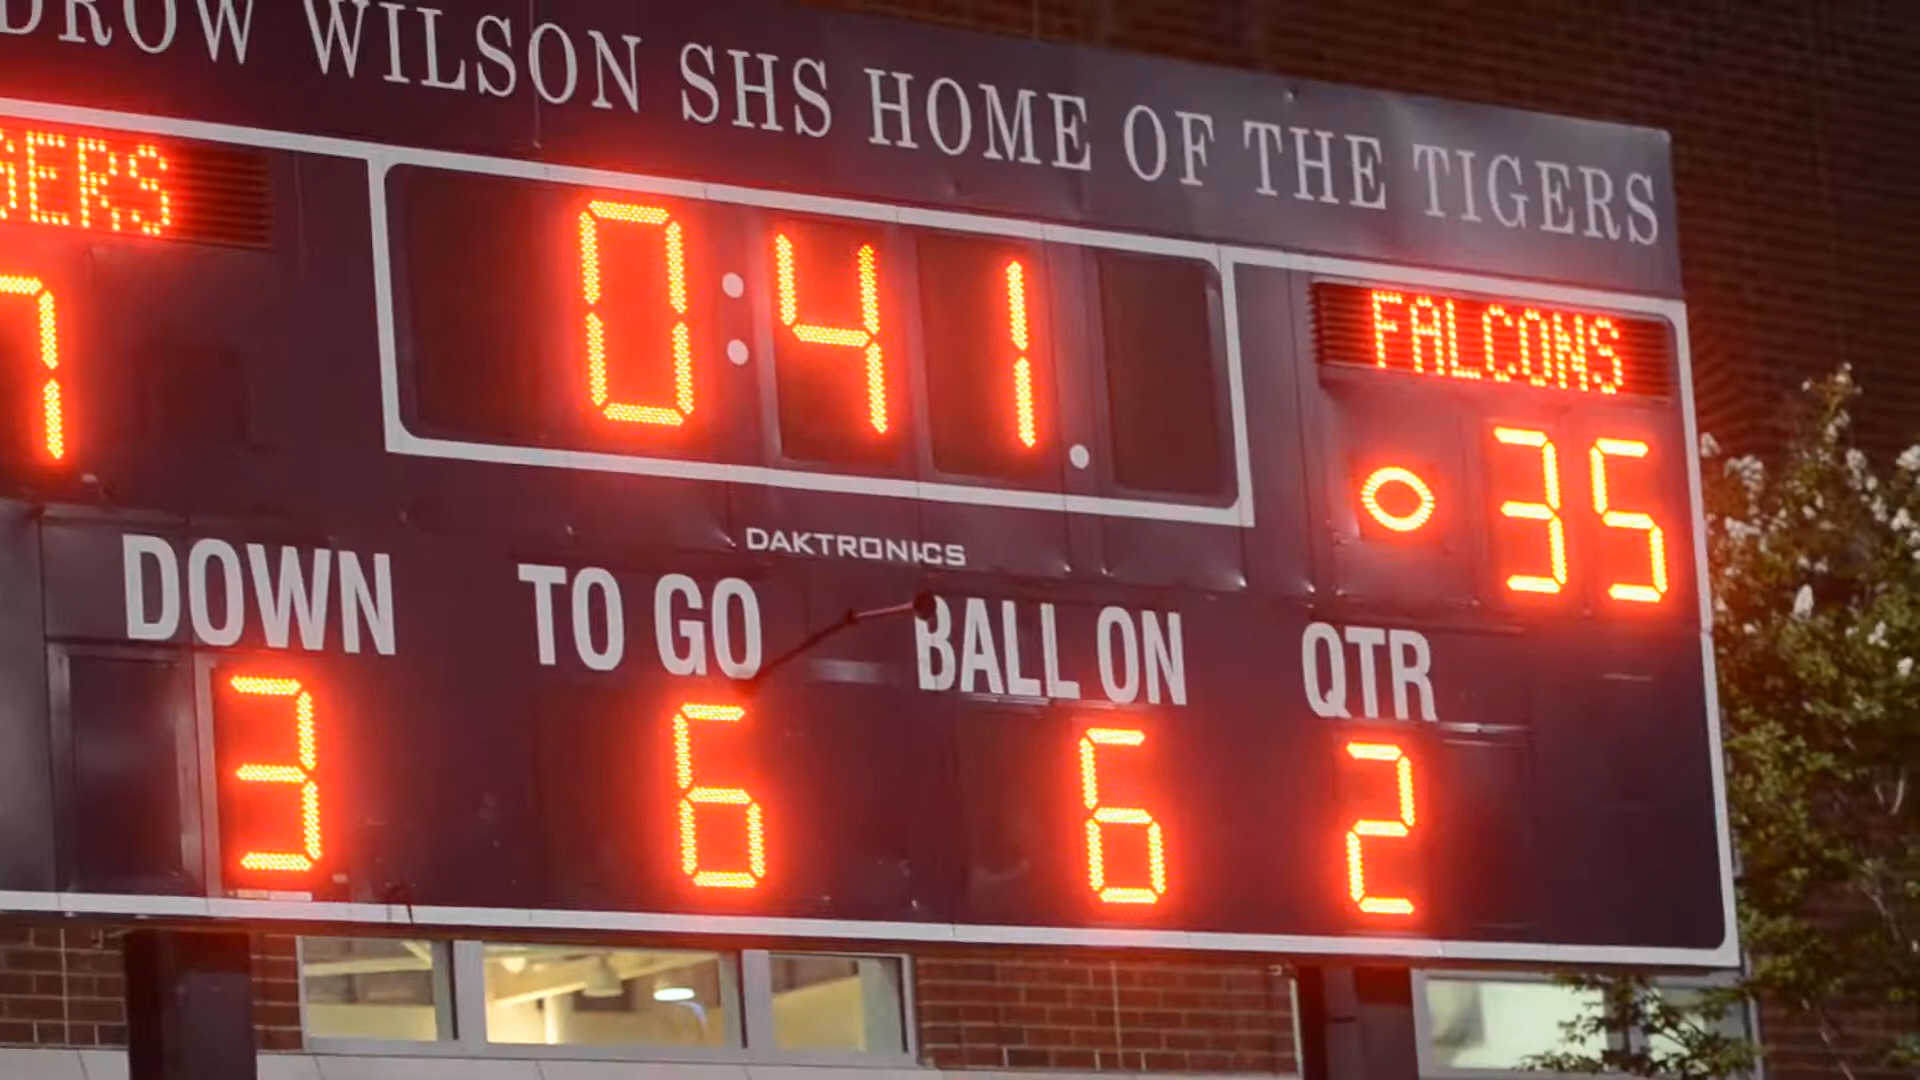 DROW WILSON SHS HOME OF THE TIGERS
GERS 0:41 FALCONS
7 35
DAKTRONICS
DOWN TO GO BALL ON QTR
3 6 6 2